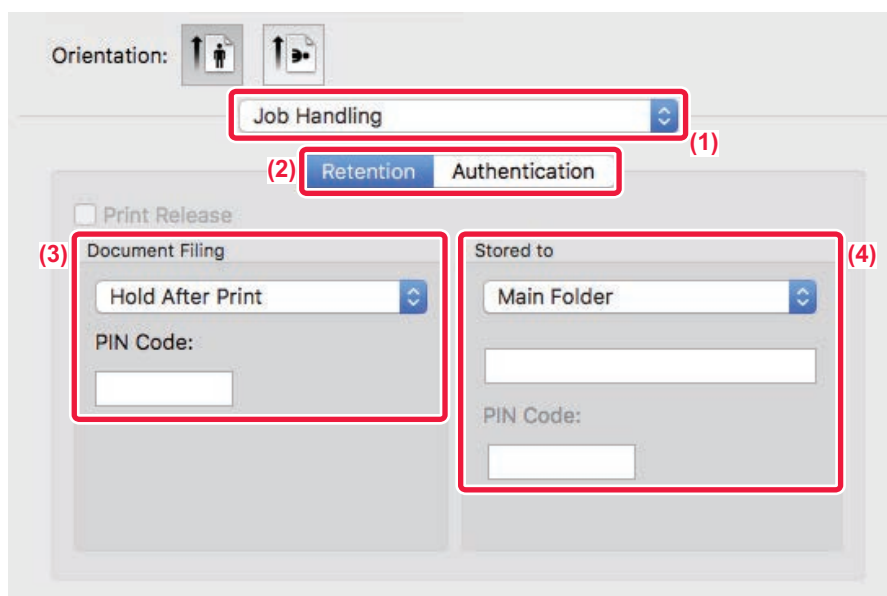 Orientation:
Job Handling
(1)
(2) Retention Authentication
Print Release
(3) Document Filing
Stored to (4)
Hold After Print
Main Folder
PIN Code:
PIN Code: